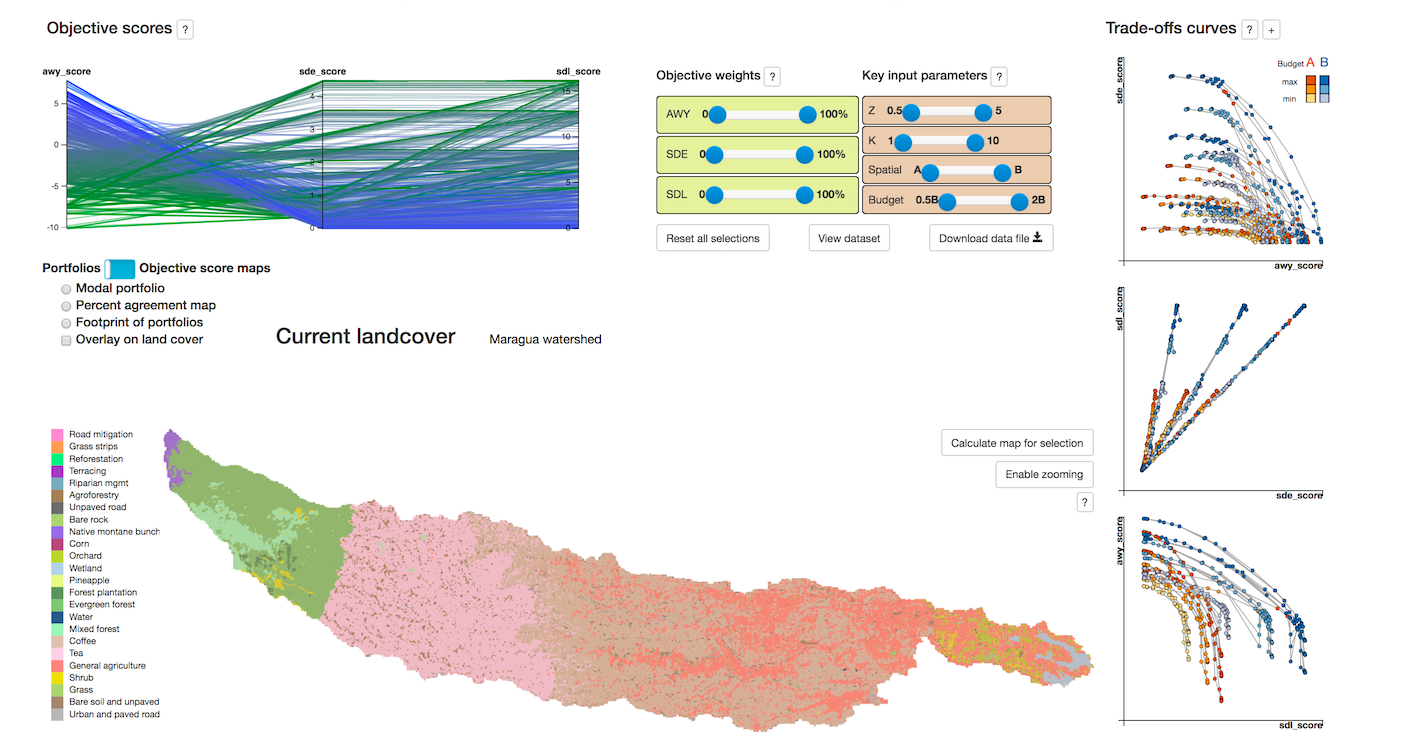 Objective scores ?
awy_score
sde_score
sdl_score
5
0
-5
-10
4
3
2
1
0
15
10
5
0
Objective weights ?
AWY 0 100%
SDE 0 100%
SDL 0 100%
Key input parameters ?
Z 0.5 5
K 1 10
Spatial A B
Budget 0.5B 2B
Reset all selections
View dataset
Download data file
Trade-offs curves ? +
Budget A B
max
min
sde_score
awy_score
sdl_score
sde_score
awy_score
sdl_score
Portfolios Objective score maps
Modal portfolio
Percent agreement map
Footprint of portfolios
Overlay on land cover
Current landcover
Maragua watershed
Calculate map for selection
Enable zooming
?
Road mitigation
Grass strips
Reforestation
Terracing
Riparian mgmt
Agroforestry
Unpaved road
Bare rock
Native montane bunch
Corn
Orchard
Wetland
Pineapple
Forest plantation
Evergreen forest
Water
Mixed forest
Coffee
Tea
General agriculture
Shrub
Grass
Bare soil and unpaved
Urban and paved road